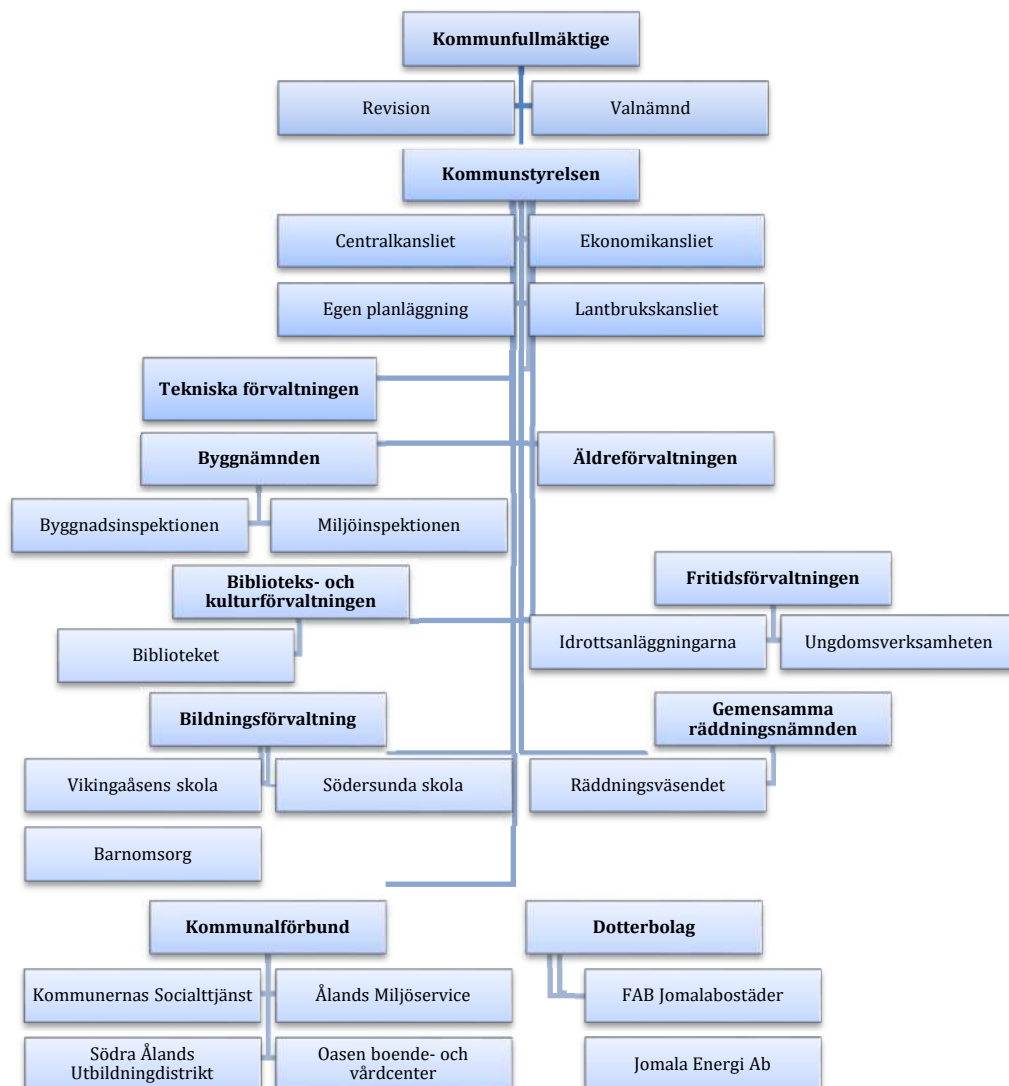 Kommunfullmäktige
Revision
Valnämnd
Kommunstyrelsen
Centralkansliet
Ekonomikansliet
Egen planläggning
Lantbrukskansliet
Tekniska förvaltningen
Byggnämnden
Äldreförvaltningen
Byggnadsinspektionen
Miljöinspektionen
Biblioteks- och
kulturförvaltningen
Fritidsförvaltningen
Biblioteket
Idrottsanläggningarna
Ungdomsverksamheten
Bildningsförvaltning
Gemensamma
räddningsnämnden
Vikingaåsens skola
Södersunda skola
Räddningsväsendet
Barnomsorg
Kommunalförbund
Dotterbolag
Kommunernas Socialttjänst
Ålands Miljöservice
FAB Jomalabostäder
Södra Ålands
Utbildningdistrikt
Oasen boende- och
vårdcenter
Jomala Energi Ab